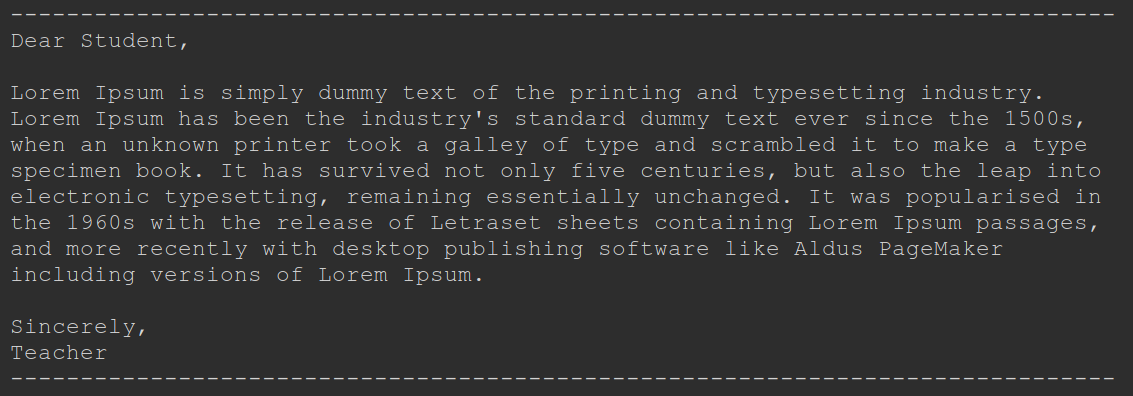 -------------------------------------------------------------------------------
Dear Student,

Lorem Ipsum is simply dummy text of the printing and typesetting industry.
Lorem Ipsum has been the industry's standard dummy text ever since the 1500s,
when an unknown printer took a galley of type and scrambled it to make a type
specimen book. It has survived not only five centuries, but also the leap into
electronic typesetting, remaining essentially unchanged. It was popularised in
the 1960s with the release of Letraset sheets containing Lorem Ipsum passages,
and more recently with desktop publishing software like Aldus PageMaker
including versions of Lorem Ipsum.

Sincerely,
Teacher
-------------------------------------------------------------------------------